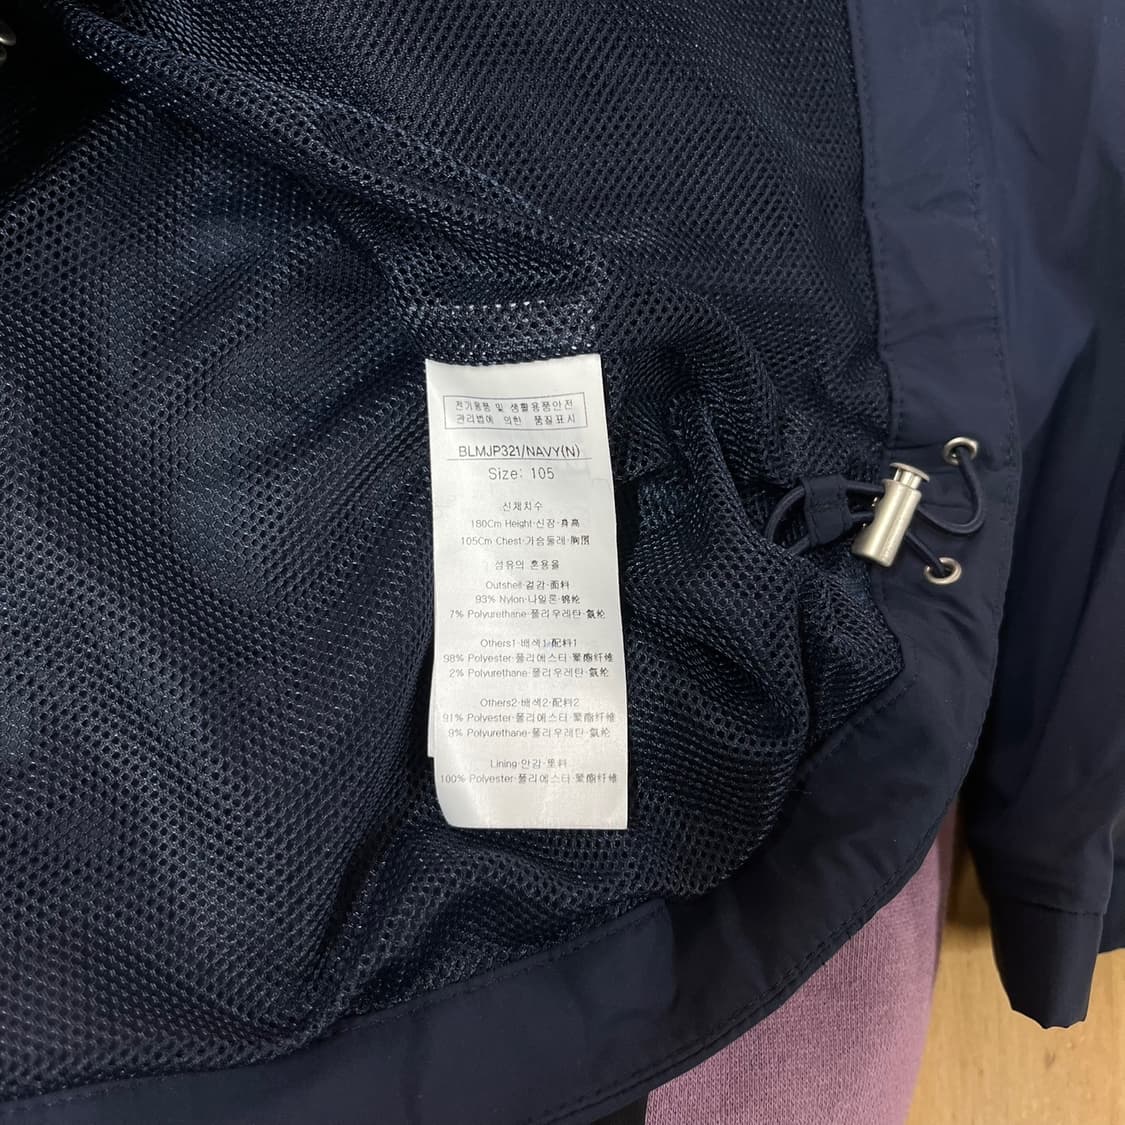 전기용품 및 생활용품안전
관리법에 의한 품질표시
BLMJP321/NAVY(N)
Size: 105
신체치수
180Cm Height·신장·身高
105Cm Chest·가슴둘레·胸围
섬유의 혼용율
Outshell·겉감·面料
93% Nylon·나일론·锦纶
7% Polyurethane·폴리우레탄·氨纶
Others1·배색1·配料1
98% Polyester·폴리에스터·聚酯纤维
2% Polyurethane·폴리우레탄·氨纶
Others2·배색2·配料2
91% Polyester·폴리에스터·聚酯纤维
9% Polyurethane·폴리우레탄·氨纶
Lining·안감·里料
100% Polyester·폴리에스터·聚酯纤维